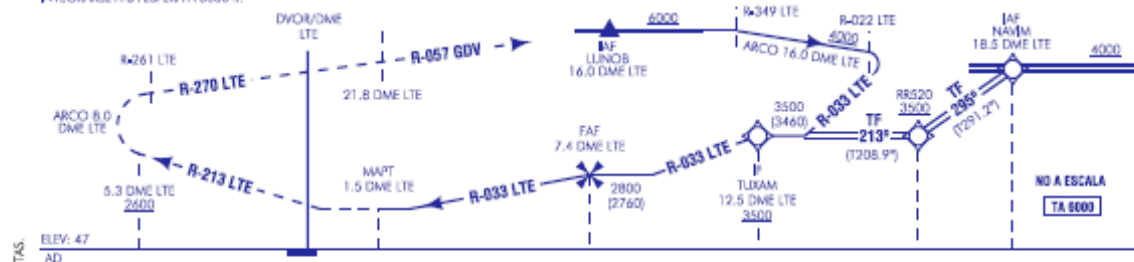 DVOR/DME
LTE
R-261 LTE
R-270 LTE
R-057 GDV
21.8 DME LTE
ARCO 8.0
DME LTE
R-213 LTE
5.3 DME LTE
2600
MAPT
1.5 DME LTE
R-033 LTE
FAF
7.4 DME LTE
2800
(2760)
R-033 LTE
6000
IAF
LUNOB
16.0 DME LTE
R-349 LTE
ARCO 16.0 DME LTE
R-022 LTE
4000
R-033 LTE
3500
(3460)
IF
TUXAM
12.5 DME LTE
3500
TF
213°
(T208.9°)
RR520
3500
TF
295°
(T291.2°)
IAF
NAVIM
18.5 DME LTE
4000
NO A ESCALA
TA 6000
ELEV: 47
AD
TAS.